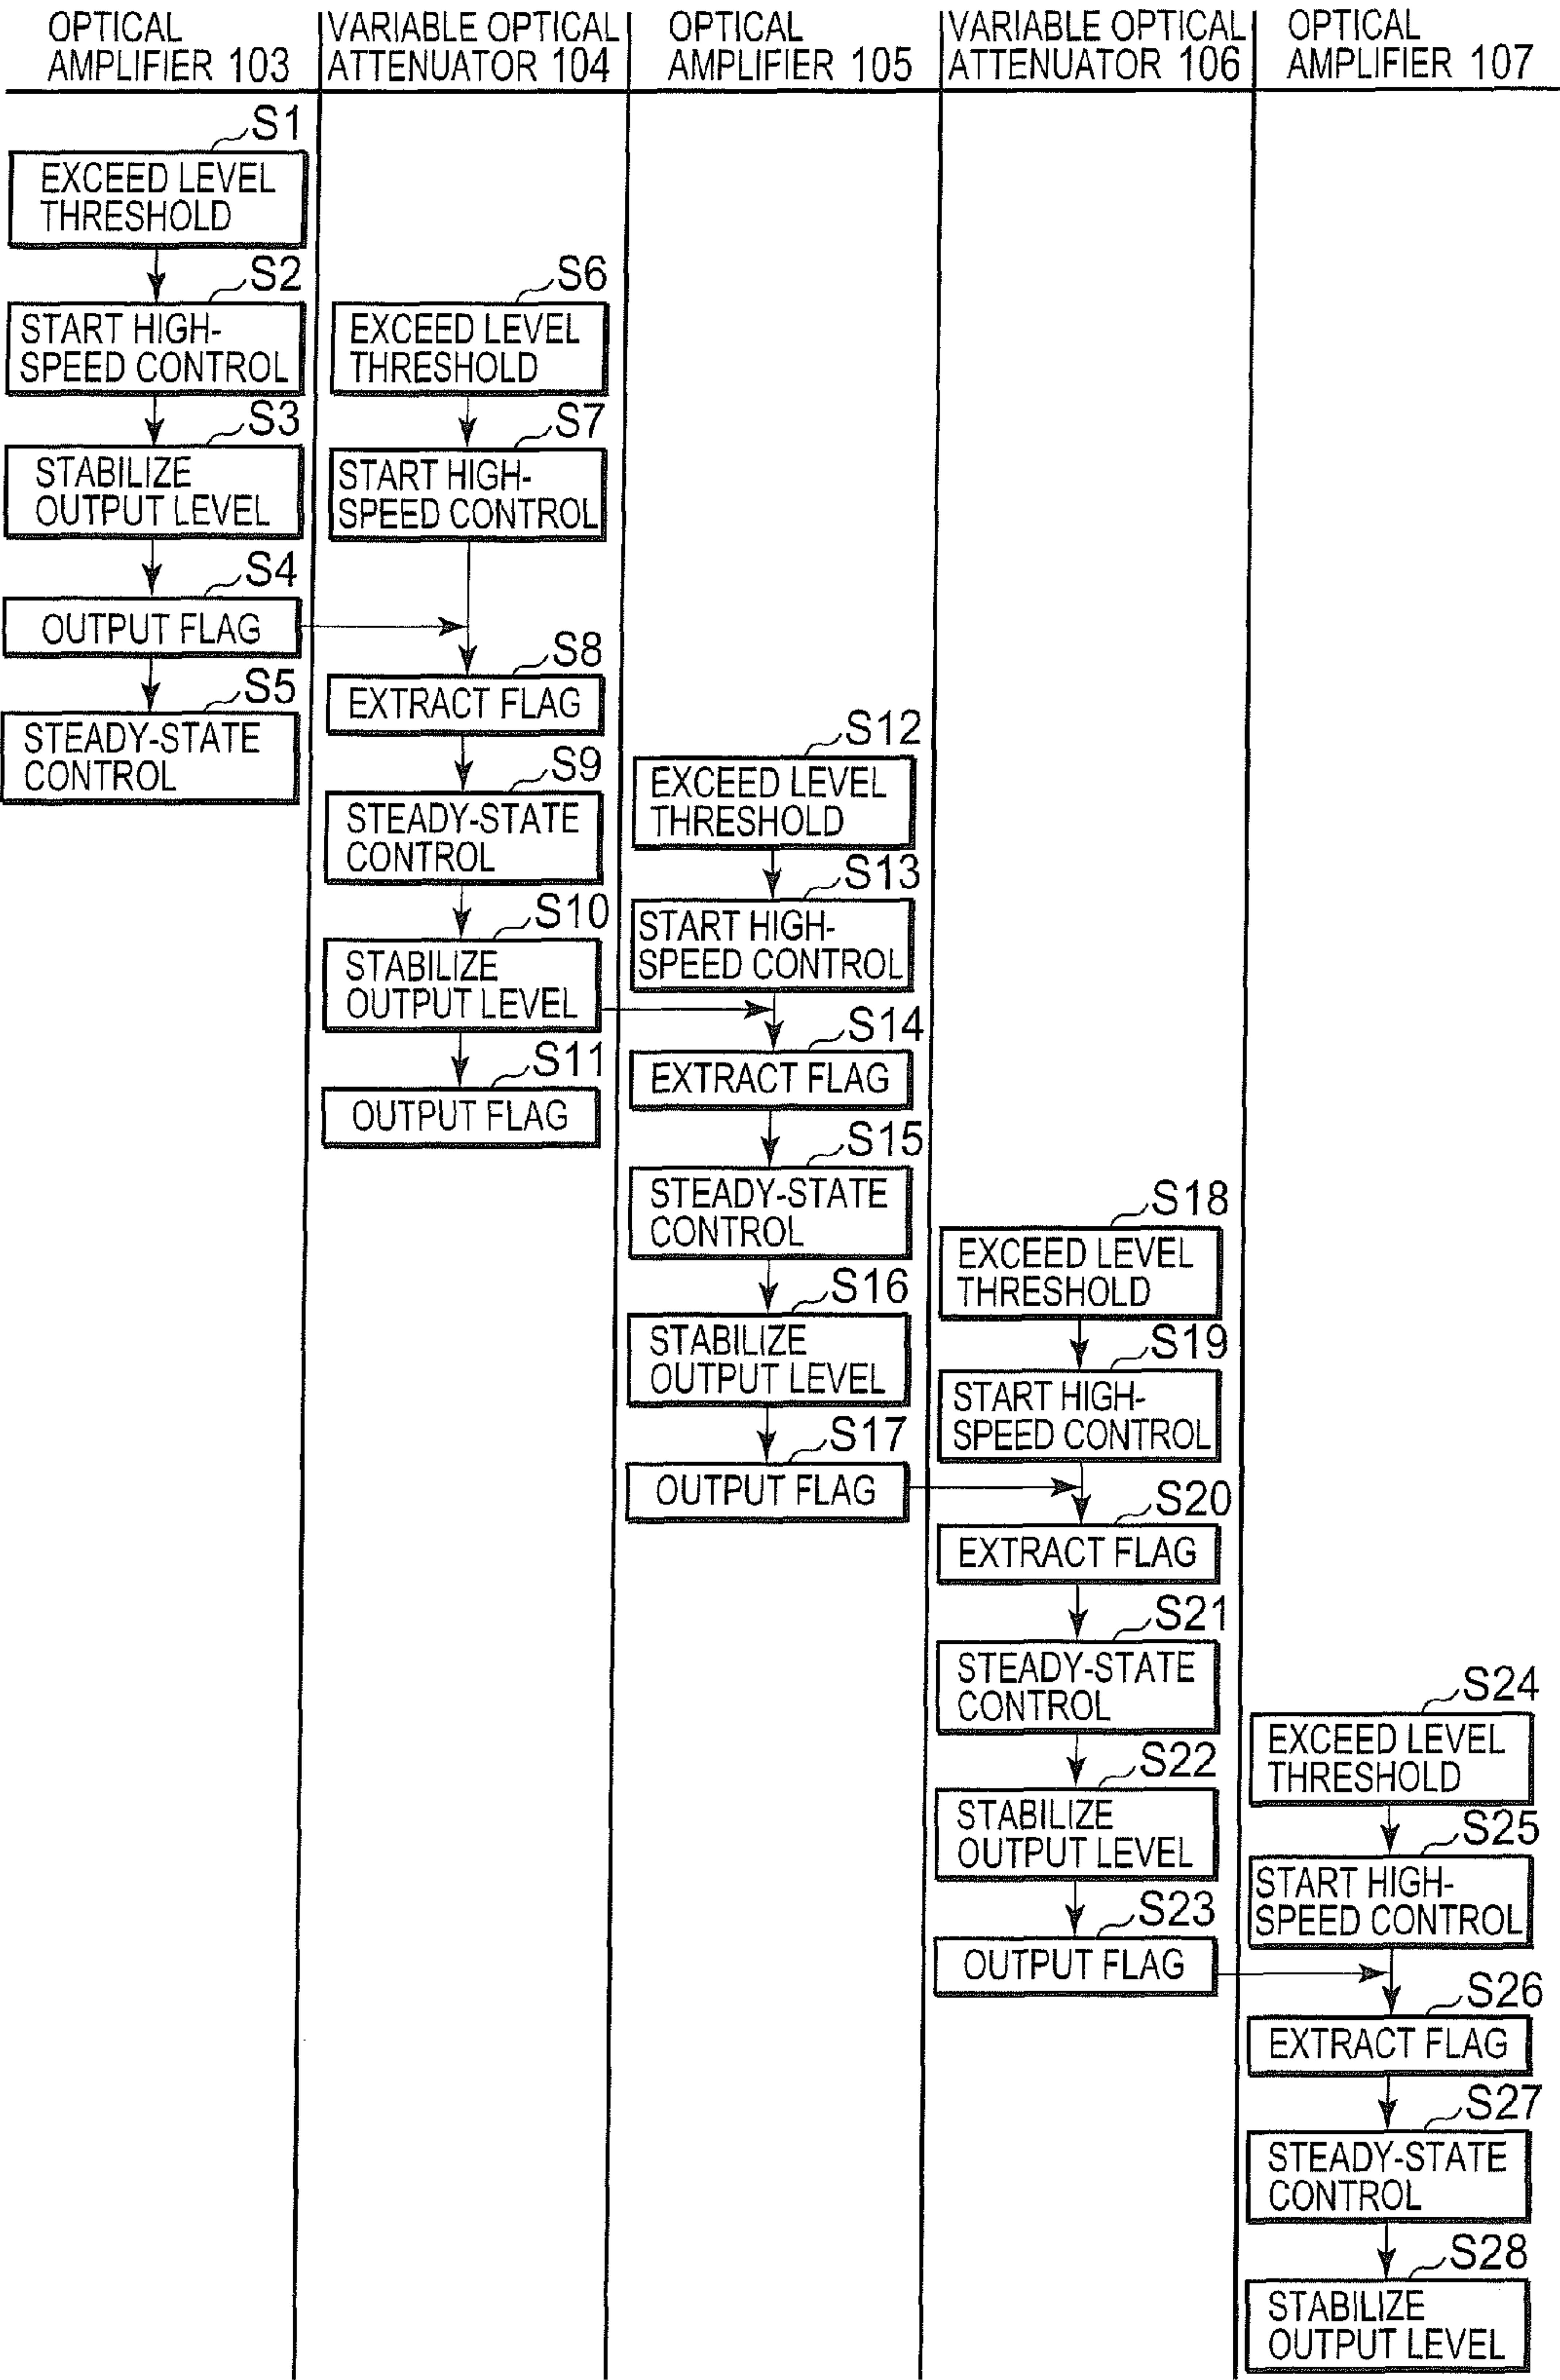 OPTICAL
AMPLIFIER 103
VARIABLE OPTICAL
ATTENUATOR 104
OPTICAL
AMPLIFIER 105
VARIABLE OPTICAL
ATTENUATOR 106
OPTICAL
AMPLIFIER 107
S1
EXCEED LEVEL
THRESHOLD
S2
START HIGH-
SPEED CONTROL
S3
STABILIZE
OUTPUT LEVEL
S4
OUTPUT FLAG
S5
STEADY-STATE
CONTROL
S6
EXCEED LEVEL
THRESHOLD
S7
START HIGH-
SPEED CONTROL
S8
EXTRACT FLAG
S9
STEADY-STATE
CONTROL
S10
STABILIZE
OUTPUT LEVEL
S11
OUTPUT FLAG
S12
EXCEED LEVEL
THRESHOLD
S13
START HIGH-
SPEED CONTROL
S14
EXTRACT FLAG
S15
STEADY-STATE
CONTROL
S16
STABILIZE
OUTPUT LEVEL
S17
OUTPUT FLAG
S18
EXCEED LEVEL
THRESHOLD
S19
START HIGH-
SPEED CONTROL
S20
EXTRACT FLAG
S21
STEADY-STATE
CONTROL
S22
STABILIZE
OUTPUT LEVEL
S23
OUTPUT FLAG
S24
EXCEED LEVEL
THRESHOLD
S25
START HIGH-
SPEED CONTROL
S26
EXTRACT FLAG
S27
STEADY-STATE
CONTROL
S28
STABILIZE
OUTPUT LEVEL